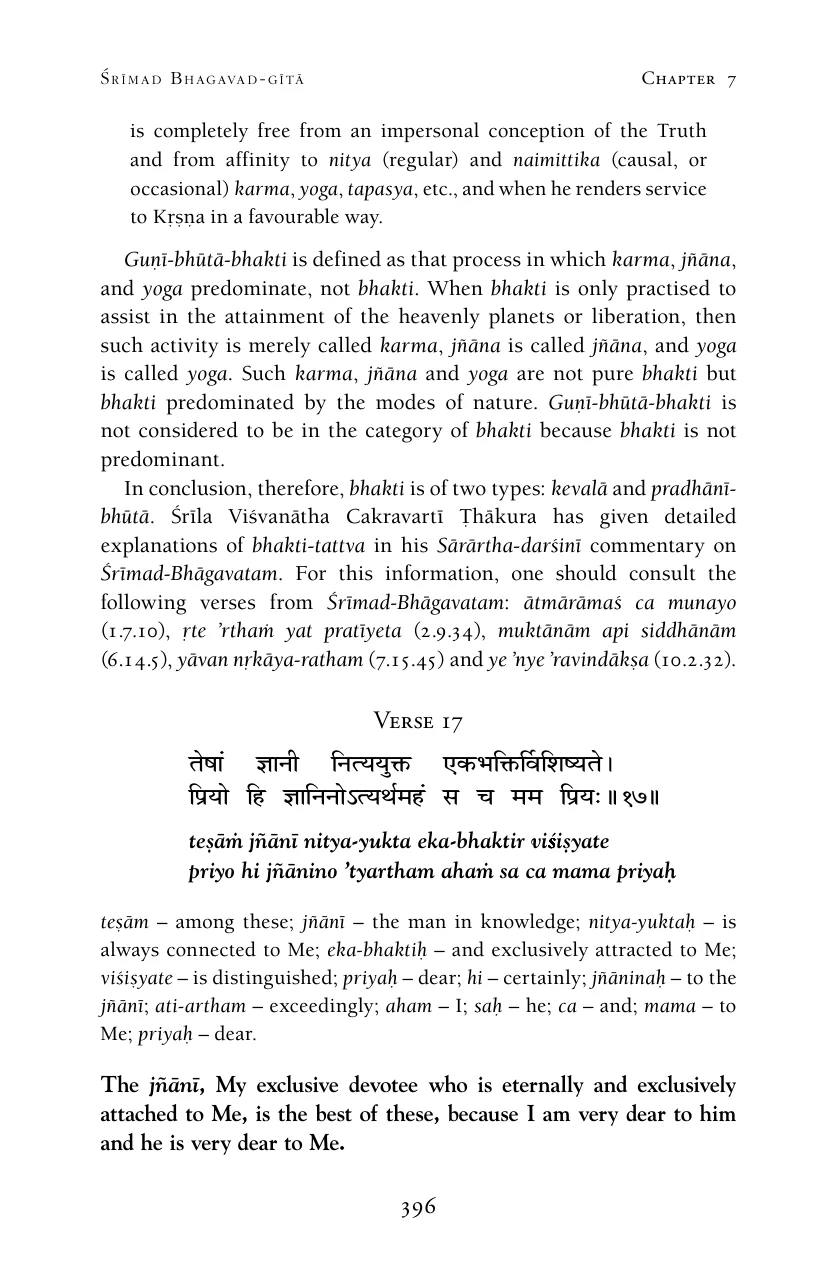 Śrīmad Bhagavad-gītā Chapter 7
is completely free from an impersonal conception of the Truth
and from affinity to nitya (regular) and naimittika (causal, or
occasional) karma, yoga, tapasya, etc., and when he renders service
to Kṛṣṇa in a favourable way.
Guṇī-bhūtā-bhakti is defined as that process in which karma, jñāna,
and yoga predominate, not bhakti. When bhakti is only practised to
assist in the attainment of the heavenly planets or liberation, then
such activity is merely called karma, jñāna is called jñāna, and yoga
is called yoga. Such karma, jñāna and yoga are not pure bhakti but
bhakti predominated by the modes of nature. Guṇī-bhūtā-bhakti is
not considered to be in the category of bhakti because bhakti is not
predominant.
In conclusion, therefore, bhakti is of two types: kevalā and pradhānī-
bhūtā. Śrīla Viśvanātha Cakravartī Ṭhākura has given detailed
explanations of bhakti-tattva in his Sārārtha-darśinī commentary on
Śrīmad-Bhāgavatam. For this information, one should consult the
following verses from Śrīmad-Bhāgavatam: ātmārāmaś ca munayo
(1.7.10), ṛte ’rthaṁ yat pratīyeta (2.9.34), muktānām api siddhānām
(6.14.5), yāvan nṛkāya-ratham (7.15.45) and ye ’nye ’ravindākṣa (10.2.32).
Verse 17
तेषां ज्ञानी नित्ययुक्त एकभक्तिर्विशिष्यते।
प्रियो हि ज्ञानिनोऽत्यर्थमहं स च मम प्रियः॥१७॥
teṣāṁ jñānī nitya-yukta eka-bhaktir viśiṣyate
priyo hi jñānino ’tyartham ahaṁ sa ca mama priyaḥ
teṣām – among these; jñānī – the man in knowledge; nitya-yuktaḥ – is
always connected to Me; eka-bhaktiḥ – and exclusively attracted to Me;
viśiṣyate – is distinguished; priyaḥ – dear; hi – certainly; jñāninaḥ – to the
jñānī; ati-artham – exceedingly; aham – I; saḥ – he; ca – and; mama – to
Me; priyaḥ – dear.
The jñānī, My exclusive devotee who is eternally and exclusively
attached to Me, is the best of these, because I am very dear to him
and he is very dear to Me.
396